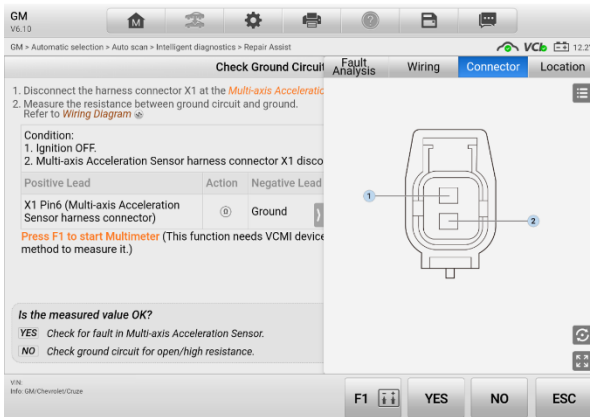 GM
V6.10
GM > Automatic selection > Auto scan > Intelligent diagnostics > Repair Assist
VCI
12.2
Check Ground Circuit
Fault Analysis
Wiring
Connector
Location
1. Disconnect the harness connector X1 at the Multi-axis Acceleratio
2. Measure the resistance between ground circuit and ground.
Refer to Wiring Diagram
Condition:
1. Ignition OFF.
2. Multi-axis Acceleration Sensor harness connector X1 disco
Positive Lead Action Negative Lead
X1 Pin6 (Multi-axis Acceleration
Sensor harness connector)
Ground
Press F1 to start Multimeter (This function needs VCMI device
method to measure it.)
1
2
Is the measured value OK?
YES Check for fault in Multi-axis Acceleration Sensor.
NO Check ground circuit for open/high resistance.
VIN:
Info: GM/Chevrolet/Cruze
F1
YES
NO
ESC